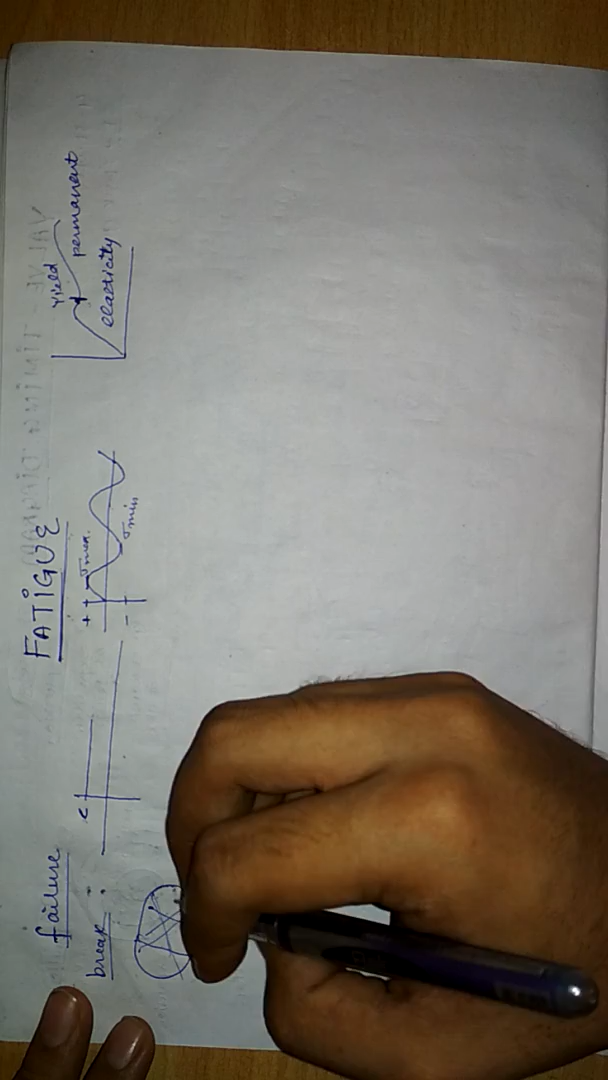 FATIGUE
failure
break :
σmax.
σmin
+
+
-
Yield
permanent
elasticity